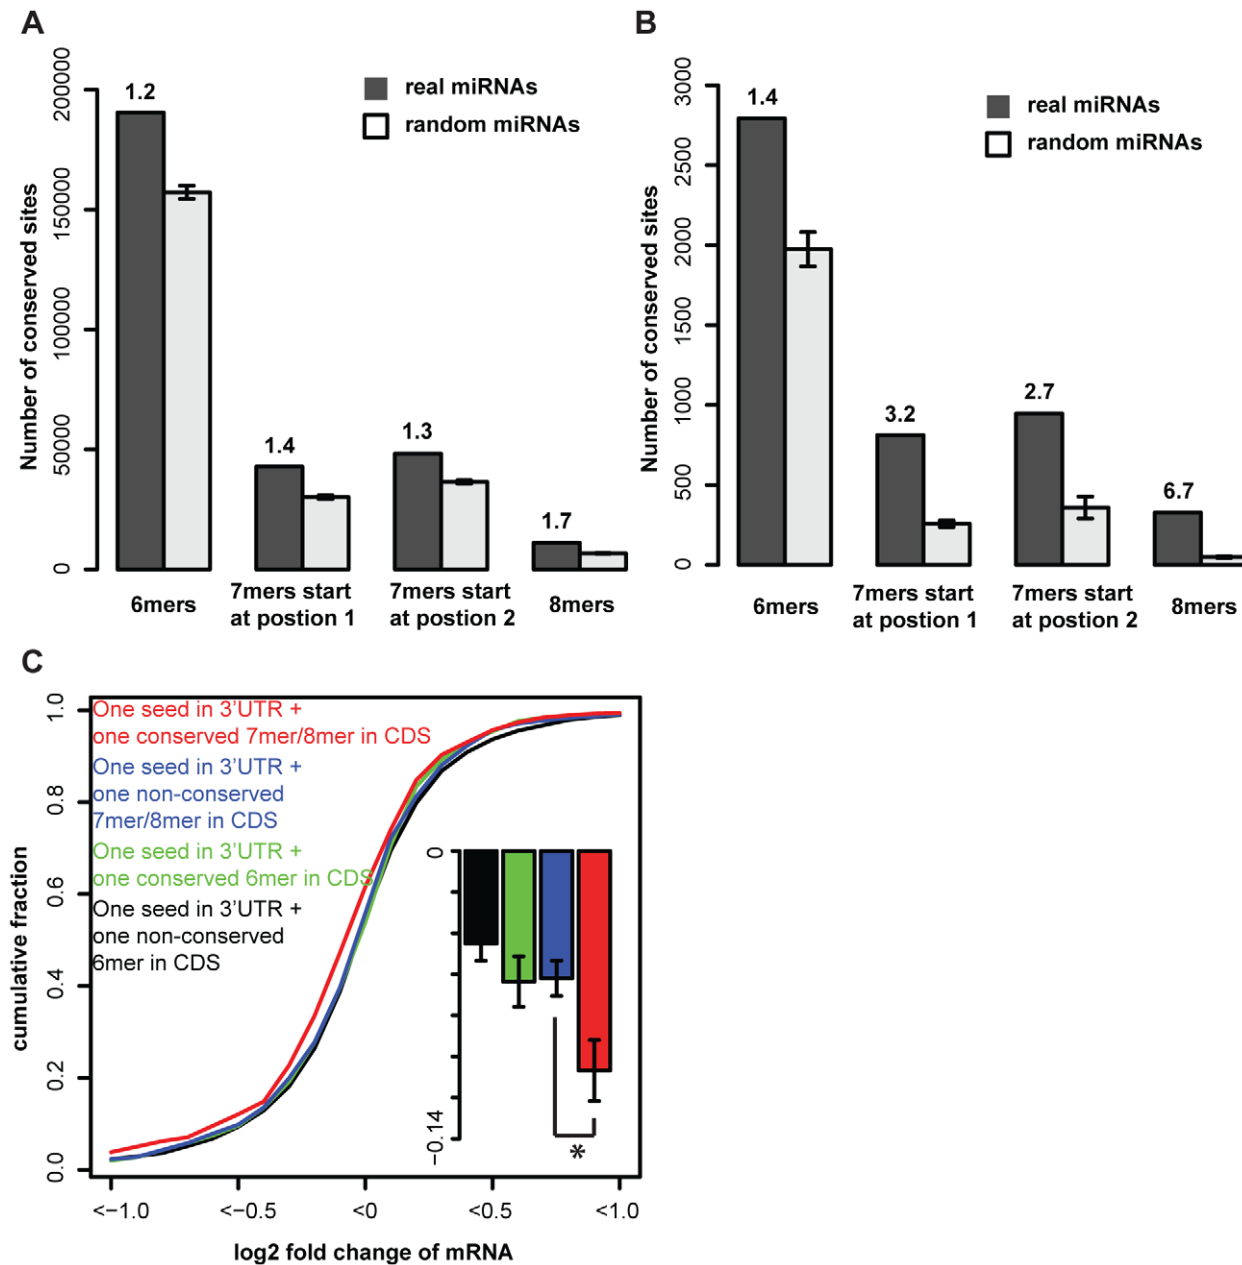 A
200000
150000
100000
50000
0
Number of conserved sites
1.2
1.4
1.3
1.7
real miRNAs
random miRNAs
6mers
7mers start
at postion 1
7mers start
at postion 2
8mers
B
3000
2500
2000
1500
1000
500
0
Number of conserved sites
1.4
3.2
2.7
6.7
real miRNAs
random miRNAs
6mers
7mers start
at postion 1
7mers start
at postion 2
8mers
C
1.0
0.8
0.6
0.4
0.2
0.0
cumulative fraction
One seed in 3'UTR +
one conserved 7mer/8mer in CDS
One seed in 3'UTR +
one non-conserved
7mer/8mer in CDS
One seed in 3'UTR +
one conserved 6mer in CDS
One seed in 3'UTR +
one non-conserved
6mer in CDS
0
−0.14
*
<−1.0
<−0.5
<0
<0.5
<1.0
log2 fold change of mRNA